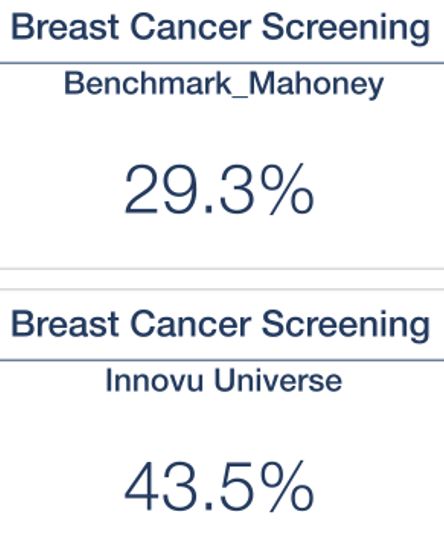 Breast Cancer Screening
Benchmark_Mahoney
29.3%
Breast Cancer Screening
Innovu Universe
43.5%